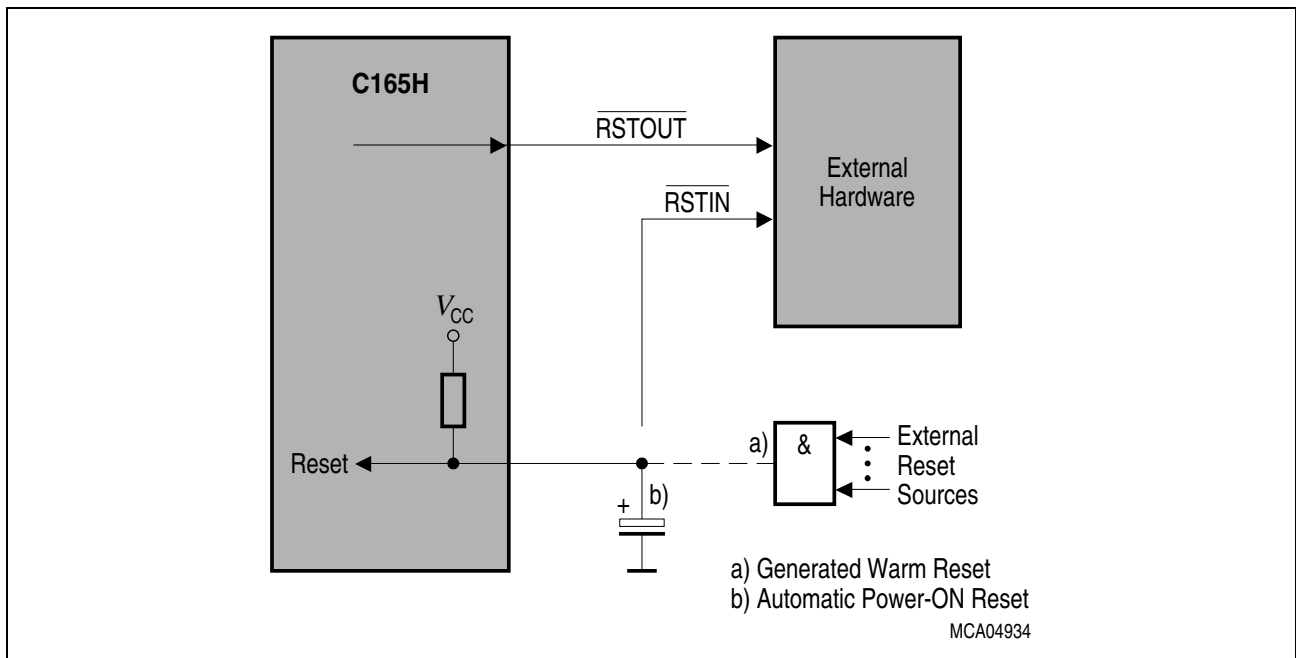 C165H
RSTOUT
RSTIN
External
Hardware
VCC
Reset
a)
&
External
Reset
Sources
b)
+
a) Generated Warm Reset
b) Automatic Power-ON Reset
MCA04934